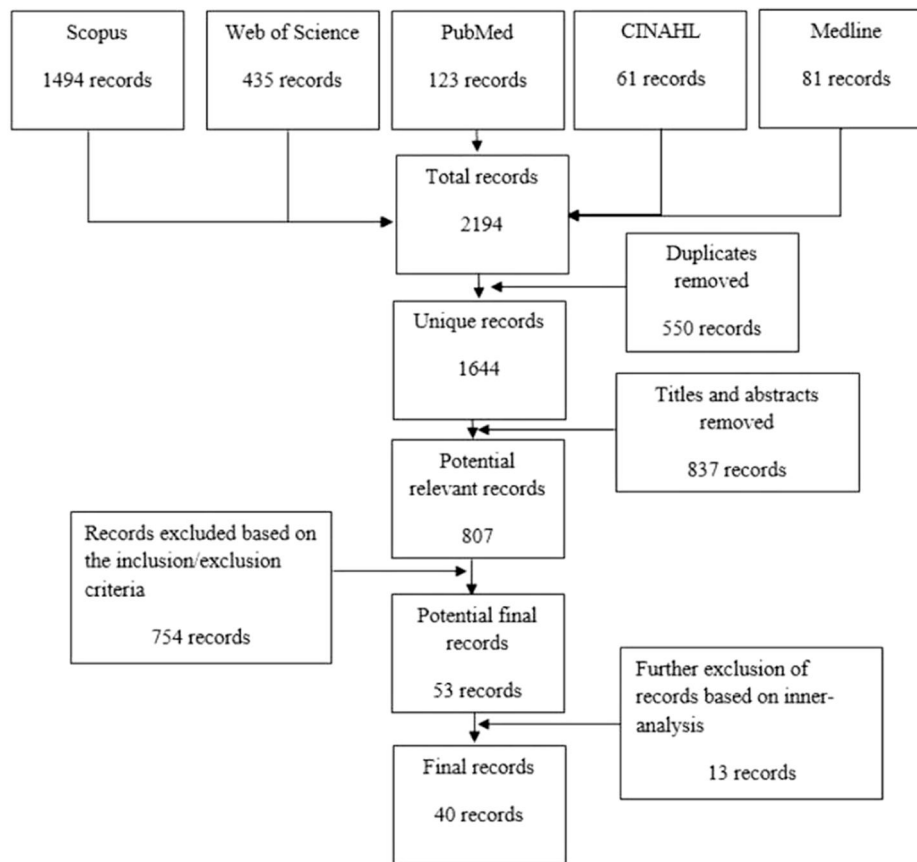 Scopus
1494 records
Web of Science
435 records
PubMed
123 records
CINAHL
61 records
Medline
81 records
Total records
2194
Duplicates
removed
550 records
Unique records
1644
Titles and abstracts
removed
837 records
Potential
relevant records
807
Records excluded based on
the inclusion/exclusion
criteria
754 records
Potential final
records
53 records
Further exclusion of
records based on inner-
analysis
13 records
Final records
40 records